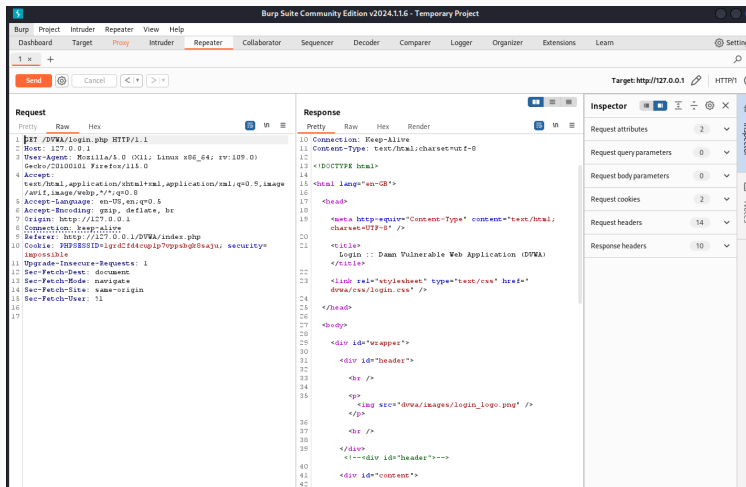 Burp Suite Community Edition v2024.1.1.6 - Temporary Project
Burp Project Intruder Repeater View Help
Dashboard Target Proxy Intruder Repeater Collaborator Sequencer Decoder Comparer Logger Organizer Extensions Learn Settin
1 × +
Send Cancel < > Target: http://127.0.0.1 HTTP/1
Request
Pretty Raw Hex
1 GET /DVWA/login.php HTTP/1.1
2 Host: 127.0.0.1
3 User-Agent: Mozilla/5.0 (X11; Linux x86_64; rv:109.0)
Gecko/20100101 Firefox/115.0
4 Accept:
text/html,application/xhtml+xml,application/xml;q=0.9,image
/avif,image/webp,*/*;q=0.8
5 Accept-Language: en-US,en;q=0.5
6 Accept-Encoding: gzip, deflate, br
7 Origin: http://127.0.0.1
8 Connection: keep-alive
9 Referer: http://127.0.0.1/DVWA/index.php
10 Cookie: PHPSESSID=lgrd2fd4cuplp7vppsbgk8saju; security=
impossible
11 Upgrade-Insecure-Requests: 1
12 Sec-Fetch-Dest: document
13 Sec-Fetch-Mode: navigate
14 Sec-Fetch-Site: same-origin
15 Sec-Fetch-User: ?1
16
17
Response
Pretty Raw Hex Render
10 Connection: Keep-Alive
11 Content-Type: text/html;charset=utf-8
12
13 <!DOCTYPE html>
14
15 <html lang="en-GB">
16
17 <head>
18
19 <meta http-equiv="Content-Type" content="text/html;
charset=UTF-8" />
20
21 <title>
Login :: Damn Vulnerable Web Application (DVWA)
</title>
22
23 <link rel="stylesheet" type="text/css" href="
dvwa/css/login.css" />
24
25 </head>
26
27 <body>
28
29 <div id="wrapper">
30
31 <div id="header">
32
33 <br />
34
35 <p>
<img src="dvwa/images/login_logo.png" />
</p>
36
37 <br />
38
39 </div>
<!--<div id="header">-->
40
41 <div id="content">
42
Inspector
Request attributes 2
Request query parameters 0
Request body parameters 0
Request cookies 2
Request headers 14
Response headers 10